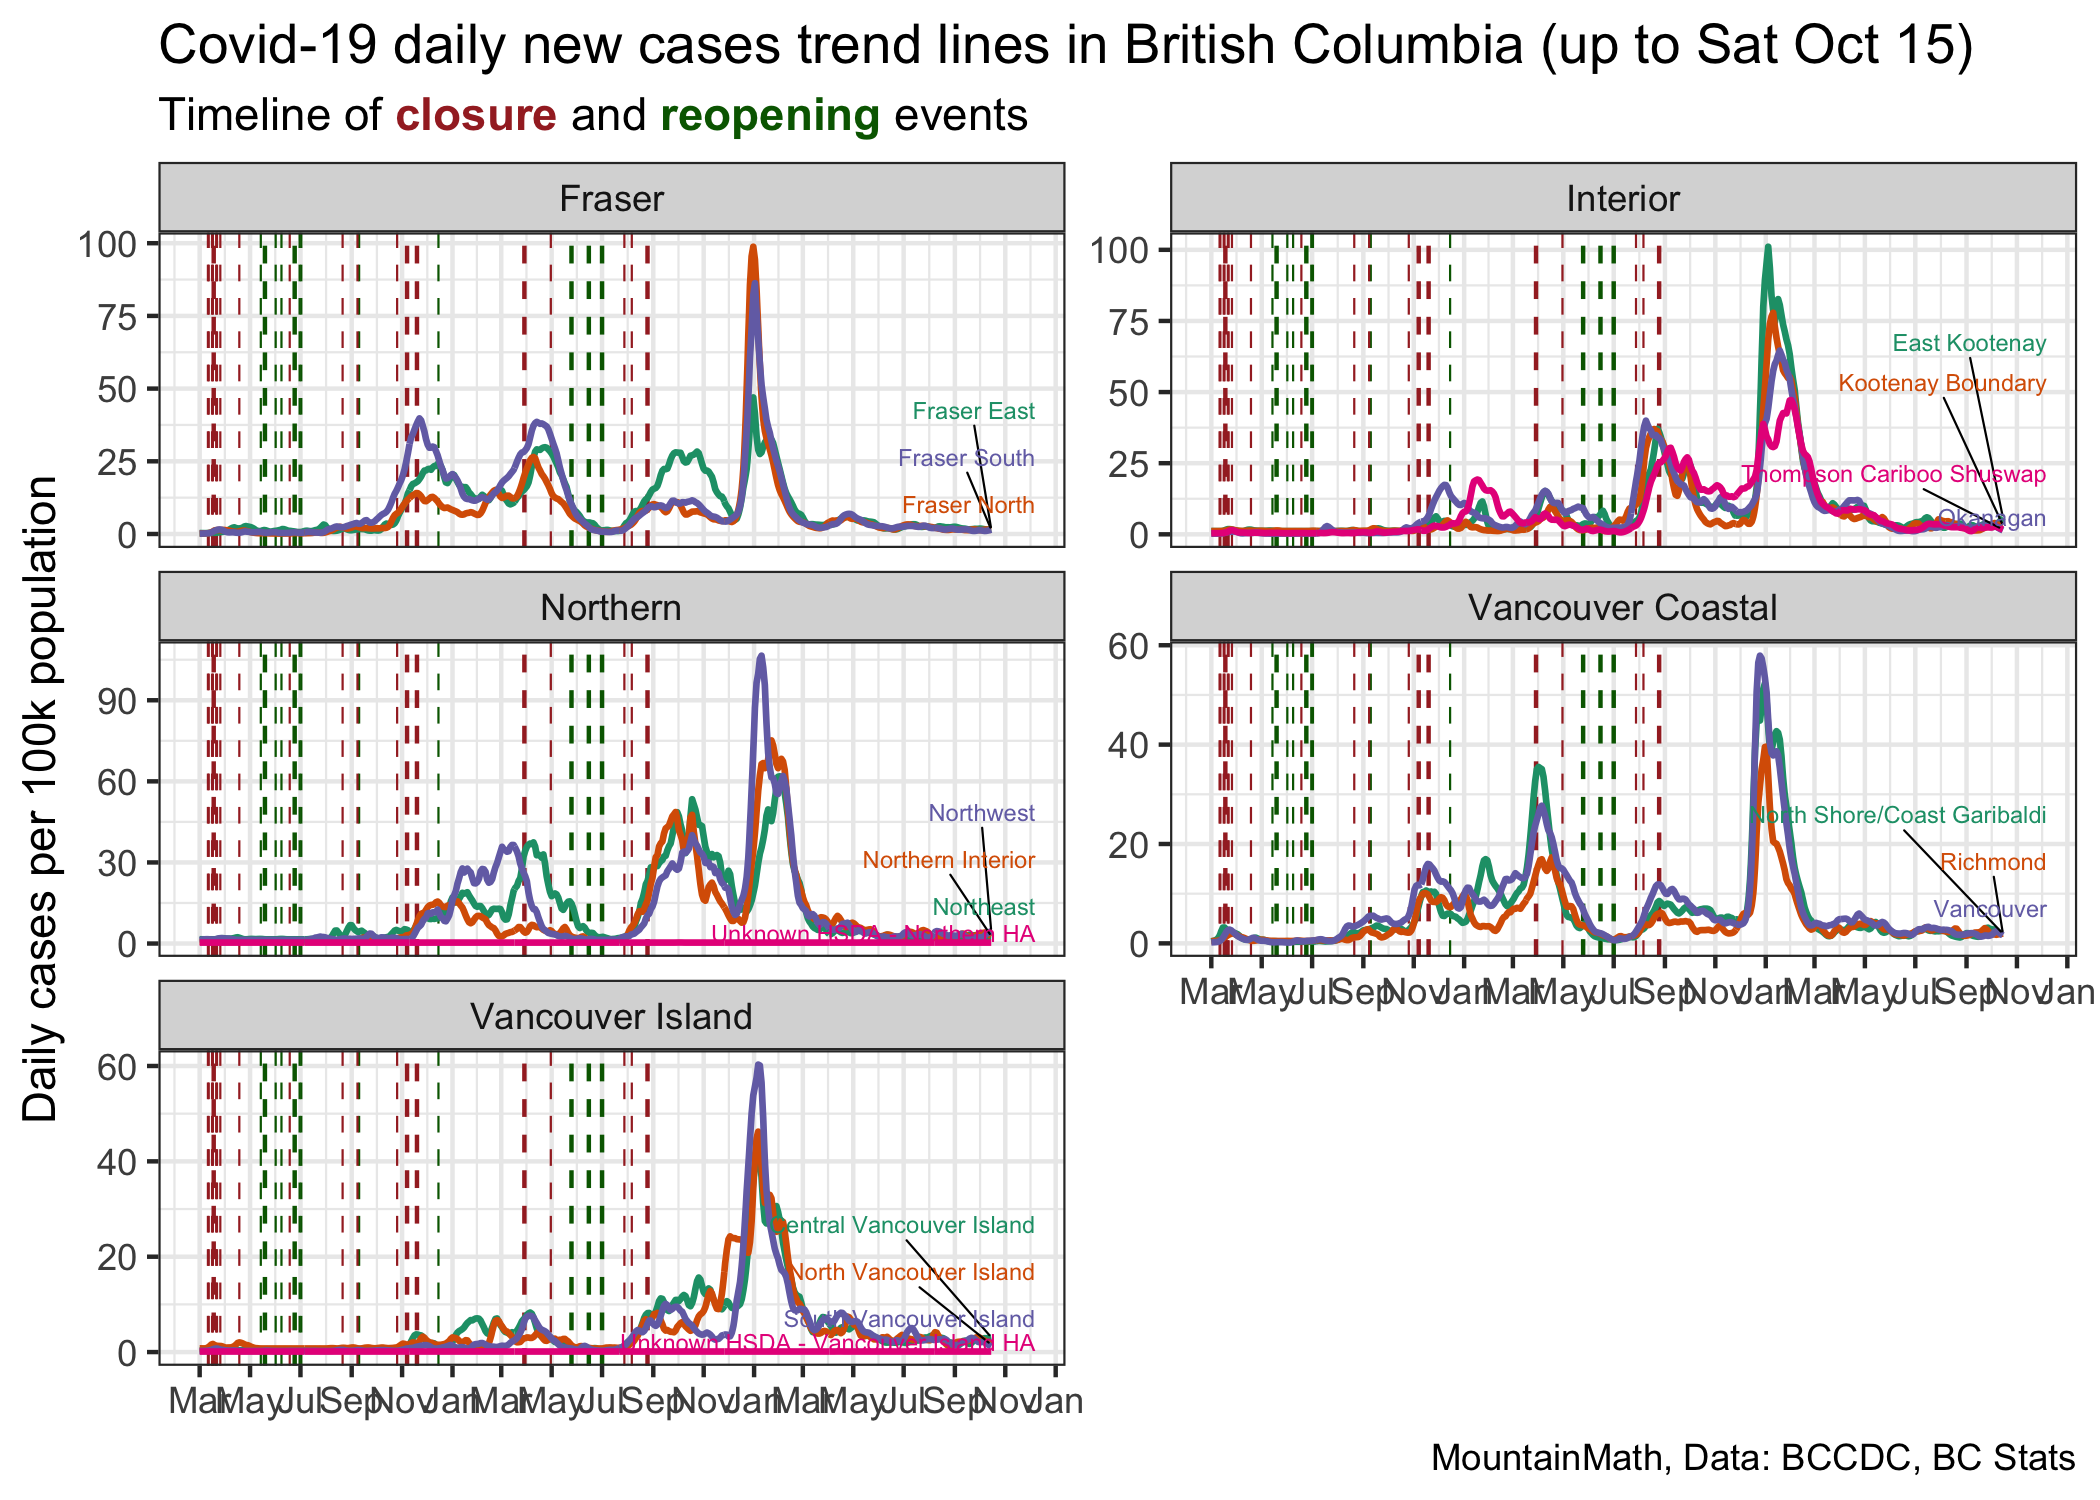 Covid-19 daily new cases trend lines in British Columbia (up to Sat Oct 15)
Timeline of closure and reopening events
Daily cases per 100k population
Fraser
100
75
50
25
0
Fraser East
Fraser South
Fraser North
Interior
100
75
50
25
0
East Kootenay
Kootenay Boundary
Thompson Cariboo Shuswap
Okanagan
Northern
90
60
30
0
Northwest
Northern Interior
Northeast
Unknown HSDA - Northern HA
Vancouver Coastal
60
40
20
0
North Shore/Coast Garibaldi
Richmond
Vancouver
Mar May Jul Sep Nov Jan Mar May Jul Sep Nov Jan Mar May Jul Sep Nov Jan
Vancouver Island
60
40
20
0
Central Vancouver Island
North Vancouver Island
South Vancouver Island
Unknown HSDA - Vancouver Island HA
Mar May Jul Sep Nov Jan Mar May Jul Sep Nov Jan Mar May Jul Sep Nov Jan
MountainMath, Data: BCCDC, BC Stats